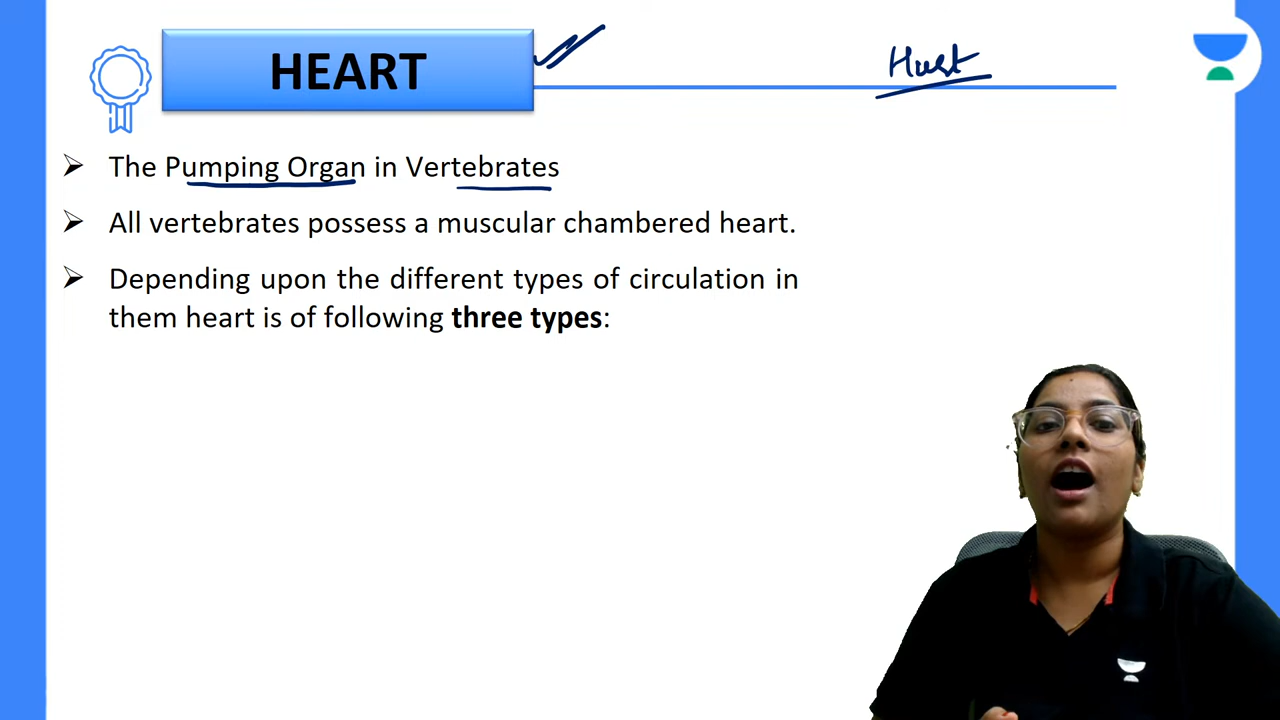 HEART
Heart
➢ The Pumping Organ in Vertebrates
➢ All vertebrates possess a muscular chambered heart.
➢ Depending upon the different types of circulation in
them heart is of following three types: